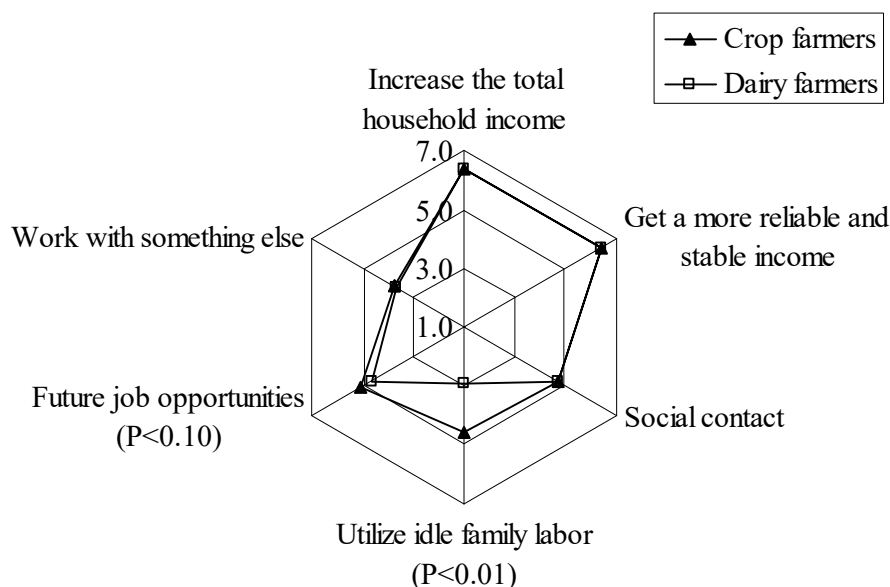 Crop farmers
Dairy farmers
Increase the total
household income
7.0
5.0
3.0
1.0
Get a more reliable and
stable income
Work with something else
Future job opportunities
(P<0.10)
Social contact
Utilize idle family labor
(P<0.01)